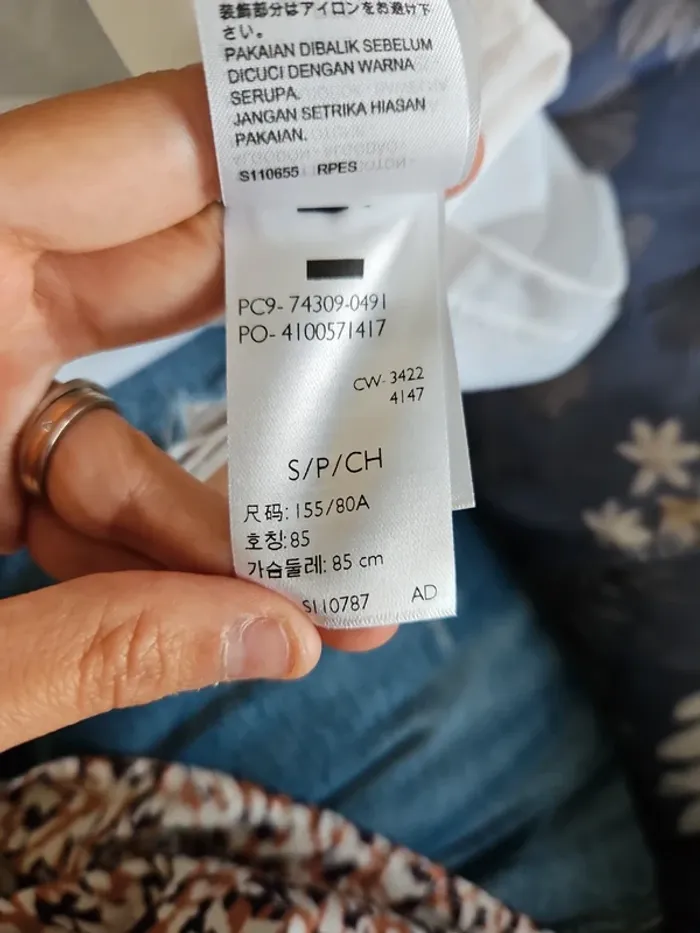 装飾部分はアイロンをお避け下
さい。
PAKAIAN DIBALIK SEBELUM
DICUCI DENGAN WARNA
SERUPA.
JANGAN SETRIKA HIASAN
PAKAIAN.
S110655 RPES
PC9- 74309-0491
PO- 4100571417
CW- 3422
4147
S/P/CH
尺码: 155/80A
호칭: 85
가슴둘레: 85 cm
S110787 AD